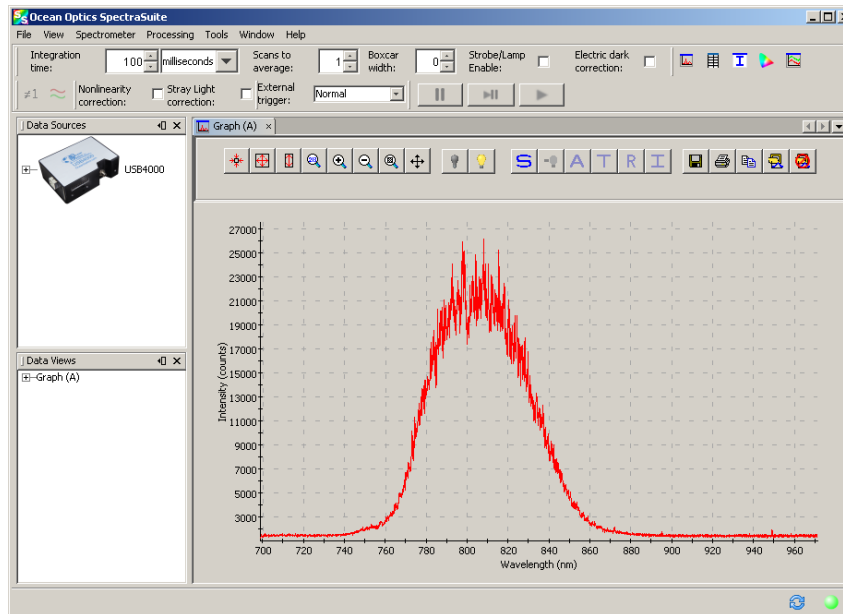 Ocean Optics SpectraSuite
File View Spectrometer Processing Tools Window Help
Integration time: 100 milliseconds Scans to average: 1 Boxcar width: 0 Strobe/Lamp Enable: Electric dark correction:
≠1 Nonlinearity correction: Stray Light correction: External trigger: Normal
Data Sources
USB4000
Data Views
Graph (A)
Graph (A)
S A T R I
27000
25000
23000
21000
19000
17000
15000
13000
11000
9000
7000
5000
3000
Intensity (counts)
700 720 740 760 780 800 820 840 860 880 900 920 940 960
Wavelength (nm)